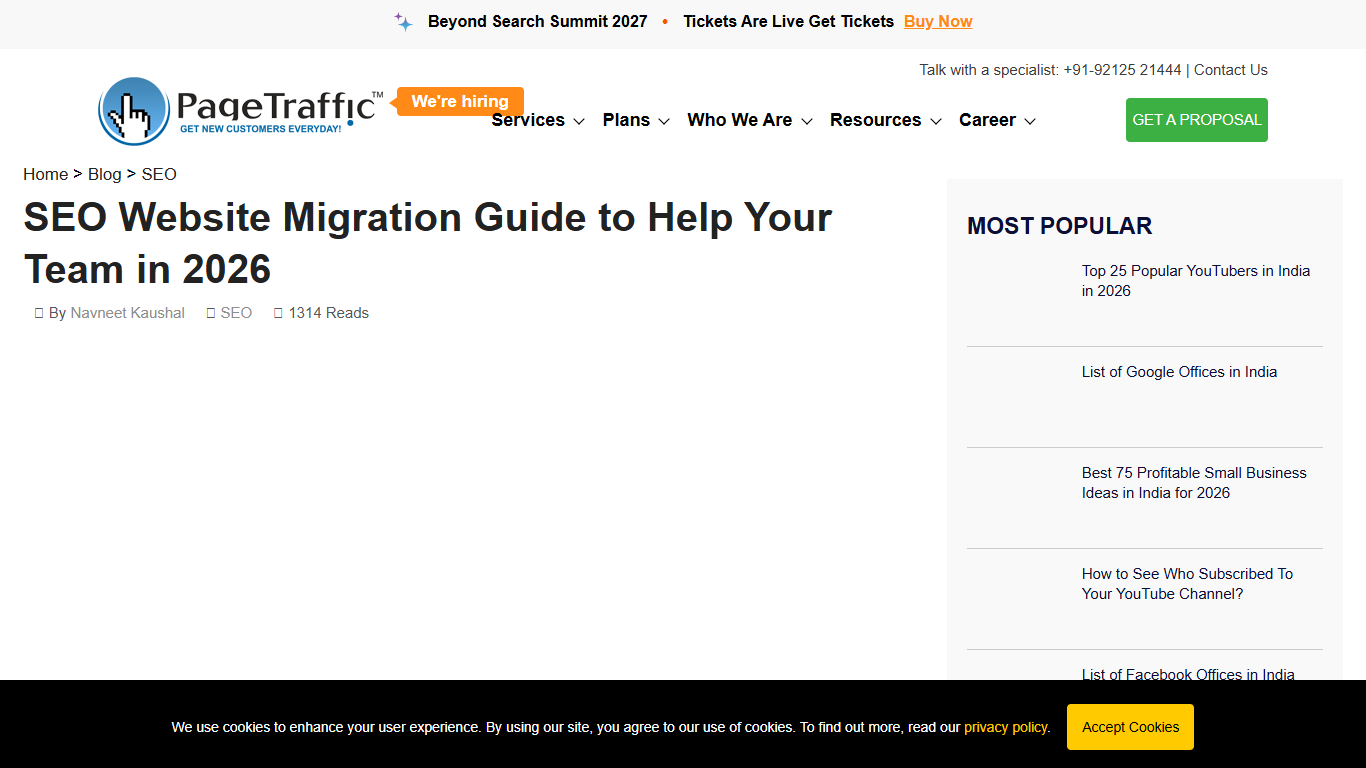 Beyond Search Summit 2027 • Tickets Are Live Get Tickets Buy Now
Talk with a specialist: +91-92125 21444 | Contact Us
PageTraffic™
GET NEW CUSTOMERS EVERYDAY!
We're hiring
Services Plans Who We Are Resources Career
GET A PROPOSAL
Home > Blog > SEO
SEO Website Migration Guide to Help Your
Team in 2026
By Navneet Kaushal SEO 1314 Reads
MOST POPULAR
Top 25 Popular YouTubers in India
in 2026
List of Google Offices in India
Best 75 Profitable Small Business
Ideas in India for 2026
How to See Who Subscribed To
Your YouTube Channel?
List of Facebook Offices in India
We use cookies to enhance your user experience. By using our site, you agree to our use of cookies. To find out more, read our privacy policy.
Accept Cookies